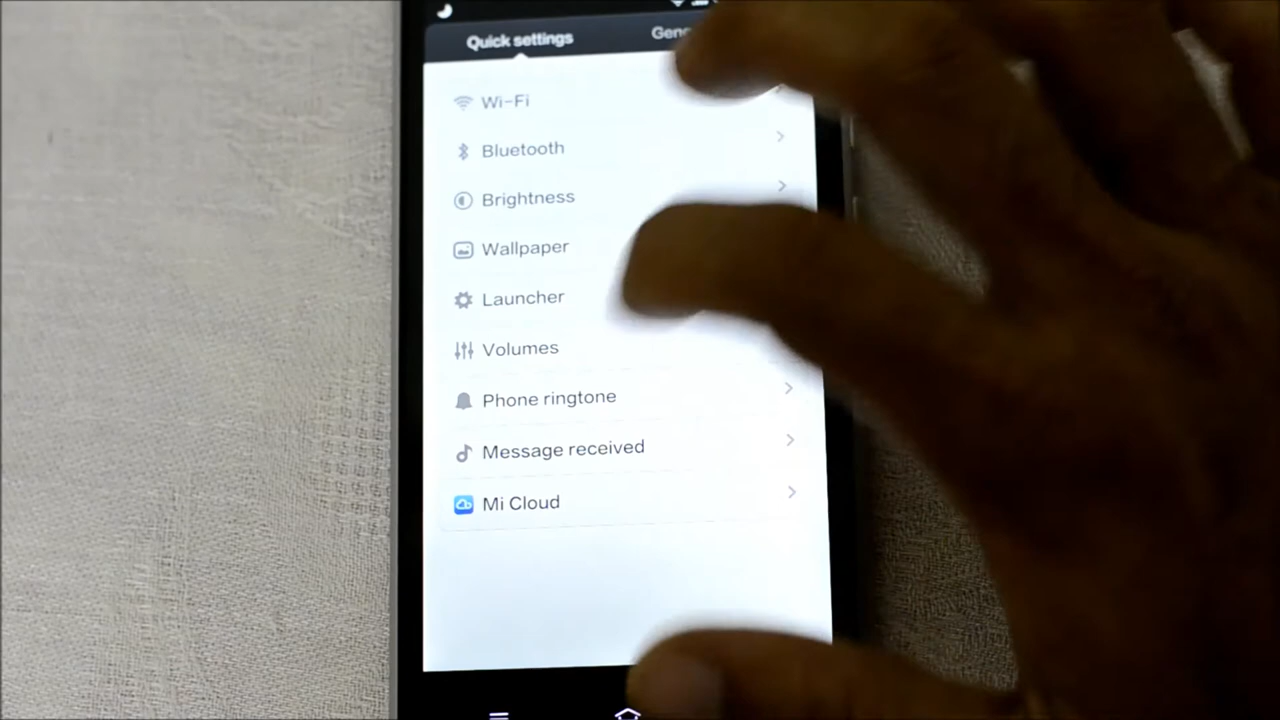 Quick settings
Wi-Fi
Bluetooth
Brightness
Wallpaper
Launcher
Volumes
Phone ringtone
Message received
Mi Cloud